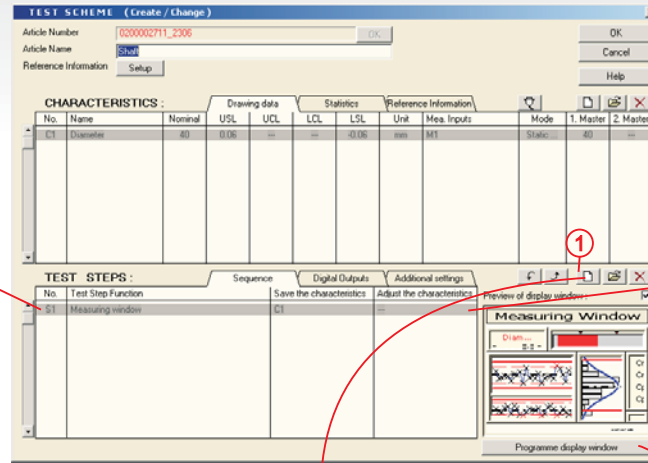 TEST SCHEME (Create / Change)
Article Number 0200002711_2306 OK OK
Article Name Shaft Cancel
Reference Information Setup Help
CHARACTERISTICS : Drawing data Statistics Reference Information
No. Name Nominal USL UCL LCL LSL Unit Mea. Inputs Mode 1. Master 2. Master
C1 Diameter 40 0.06 --- --- -0.06 mm M1 Static ... 40 ---
1
TEST STEPS : Sequence Digital Outputs Additional settings
No. Test Step Function Save the characteristics Adjust the characteristics Preview of display window :
S1 Measuring window C1 ---
Measuring Window
Diam...
Programme display window